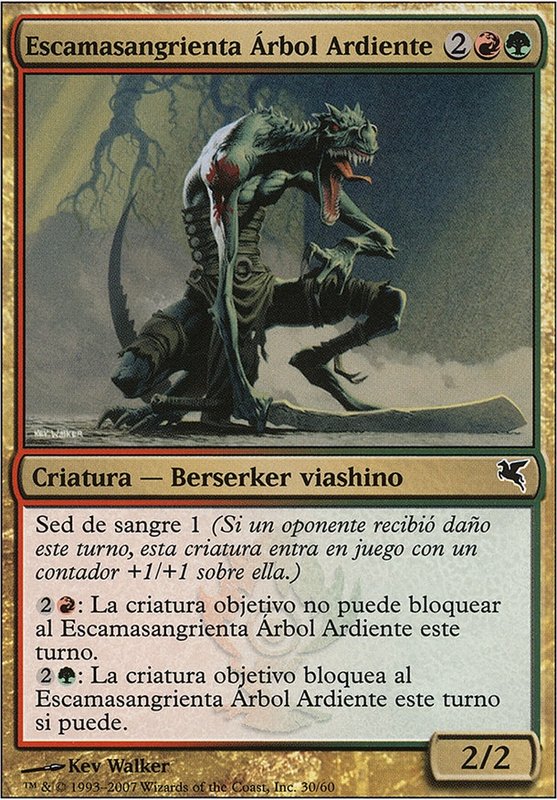 Escamasangrienta Árbol Ardiente 2
KEV WALKER
Criatura — Berserker viashino
Sed de sangre 1 (Si un oponente recibió daño
este turno, esta criatura entra en juego con un
contador +1/+1 sobre ella.)
2: La criatura objetivo no puede bloquear
al Escamasangrienta Árbol Ardiente este
turno.
2: La criatura objetivo bloquea al
Escamasangrienta Árbol Ardiente este turno
si puede.
2/2
Kev Walker
™ & © 1993–2007 Wizards of the Coast, Inc. 30/60